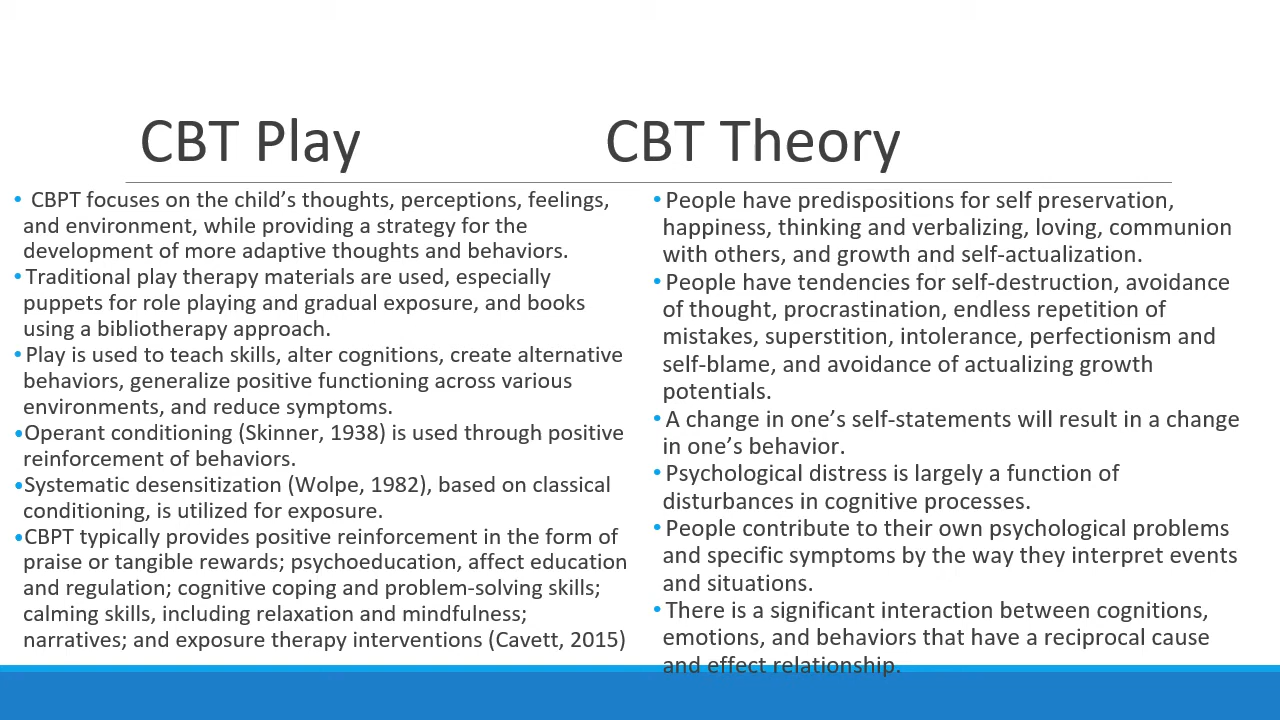 CBT Play
CBT Theory
• CBPT focuses on the child’s thoughts, perceptions, feelings,
and environment, while providing a strategy for the
development of more adaptive thoughts and behaviors.
• Traditional play therapy materials are used, especially
puppets for role playing and gradual exposure, and books
using a bibliotherapy approach.
• Play is used to teach skills, alter cognitions, create alternative
behaviors, generalize positive functioning across various
environments, and reduce symptoms.
•Operant conditioning (Skinner, 1938) is used through positive
reinforcement of behaviors.
•Systematic desensitization (Wolpe, 1982), based on classical
conditioning, is utilized for exposure.
•CBPT typically provides positive reinforcement in the form of
praise or tangible rewards; psychoeducation, affect education
and regulation; cognitive coping and problem-solving skills;
calming skills, including relaxation and mindfulness;
narratives; and exposure therapy interventions (Cavett, 2015)
• People have predispositions for self preservation,
happiness, thinking and verbalizing, loving, communion
with others, and growth and self-actualization.
• People have tendencies for self-destruction, avoidance
of thought, procrastination, endless repetition of
mistakes, superstition, intolerance, perfectionism and
self-blame, and avoidance of actualizing growth
potentials.
• A change in one’s self-statements will result in a change
in one’s behavior.
• Psychological distress is largely a function of
disturbances in cognitive processes.
• People contribute to their own psychological problems
and specific symptoms by the way they interpret events
and situations.
• There is a significant interaction between cognitions,
emotions, and behaviors that have a reciprocal cause
and effect relationship.